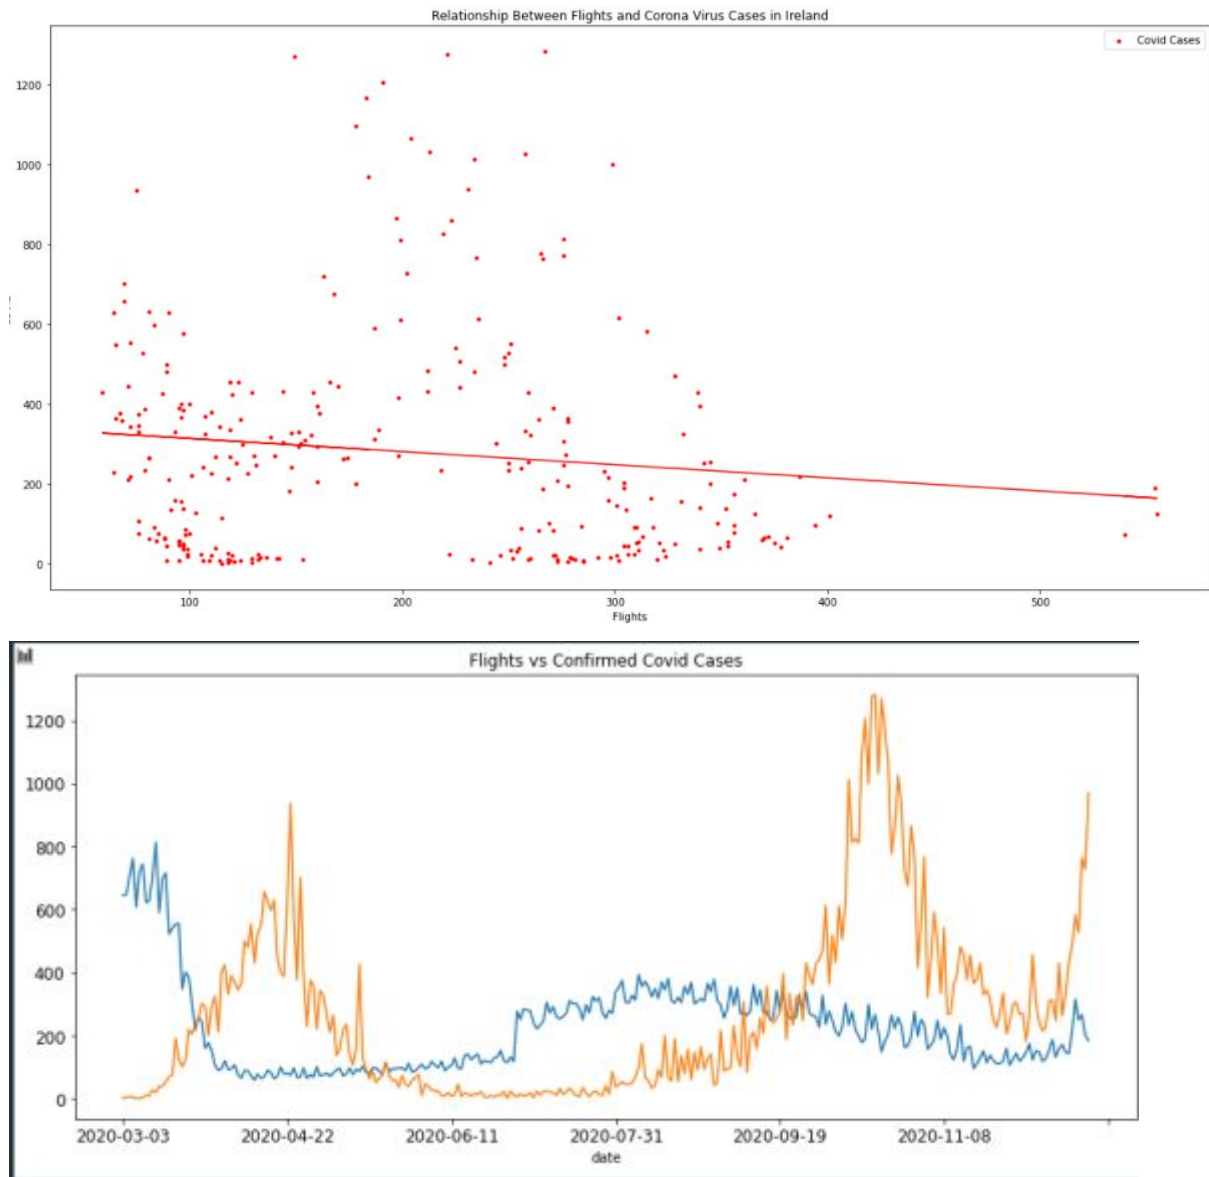 Relationship Between Flights and Corona Virus Cases in Ireland
Covid Cases
1200
1000
800
600
400
200
0
100 200 300 400 500
Flights
Flights vs Confirmed Covid Cases
1200
1000
800
600
400
200
0
2020-03-03 2020-04-22 2020-06-11 2020-07-31 2020-09-19 2020-11-08
date